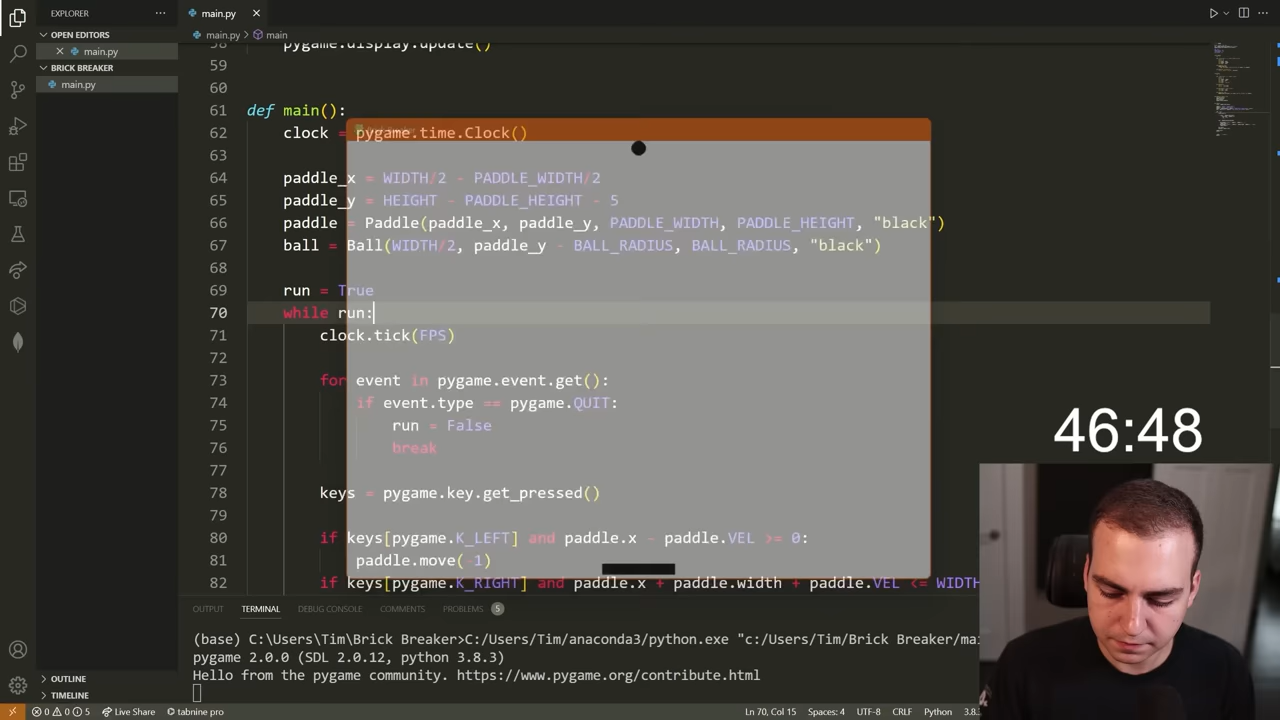 EXPLORER
main.py
OPEN EDITORS
main.py
BRICK BREAKER
main.py
OUTLINE
TIMELINE
main.py
main
58 pygame.display.update()
59
60
61 def main():
62 clock = pygame.time.Clock()
63
64 paddle_x = WIDTH/2 - PADDLE_WIDTH/2
65 paddle_y = HEIGHT - PADDLE_HEIGHT - 5
66 paddle = Paddle(paddle_x, paddle_y, PADDLE_WIDTH, PADDLE_HEIGHT, "black")
67 ball = Ball(WIDTH/2, paddle_y - BALL_RADIUS, BALL_RADIUS, "black")
68
69 run = True
70 while run:
71 clock.tick(FPS)
72
73 for event in pygame.event.get():
74 if event.type == pygame.QUIT:
75 run = False
76 break
77
78 keys = pygame.key.get_pressed()
79
80 if keys[pygame.K_LEFT] and paddle.x - paddle.VEL >= 0:
81 paddle.move(-1)
82 if keys[pygame.K_RIGHT] and paddle.x + paddle.width + paddle.VEL <= WIDTH
46:48
OUTPUT TERMINAL DEBUG CONSOLE COMMENTS PROBLEMS 5
(base) C:\Users\Tim\Brick Breaker>C:/Users/Tim/anaconda3/python.exe "c:/Users/Tim/Brick Breaker/mai
pygame 2.0.0 (SDL 2.0.12, python 3.8.3)
Hello from the pygame community. https://www.pygame.org/contribute.html
0 0 5 Live Share tabnine pro Ln 70, Col 15 Spaces: 4 UTF-8 CRLF Python 3.8.